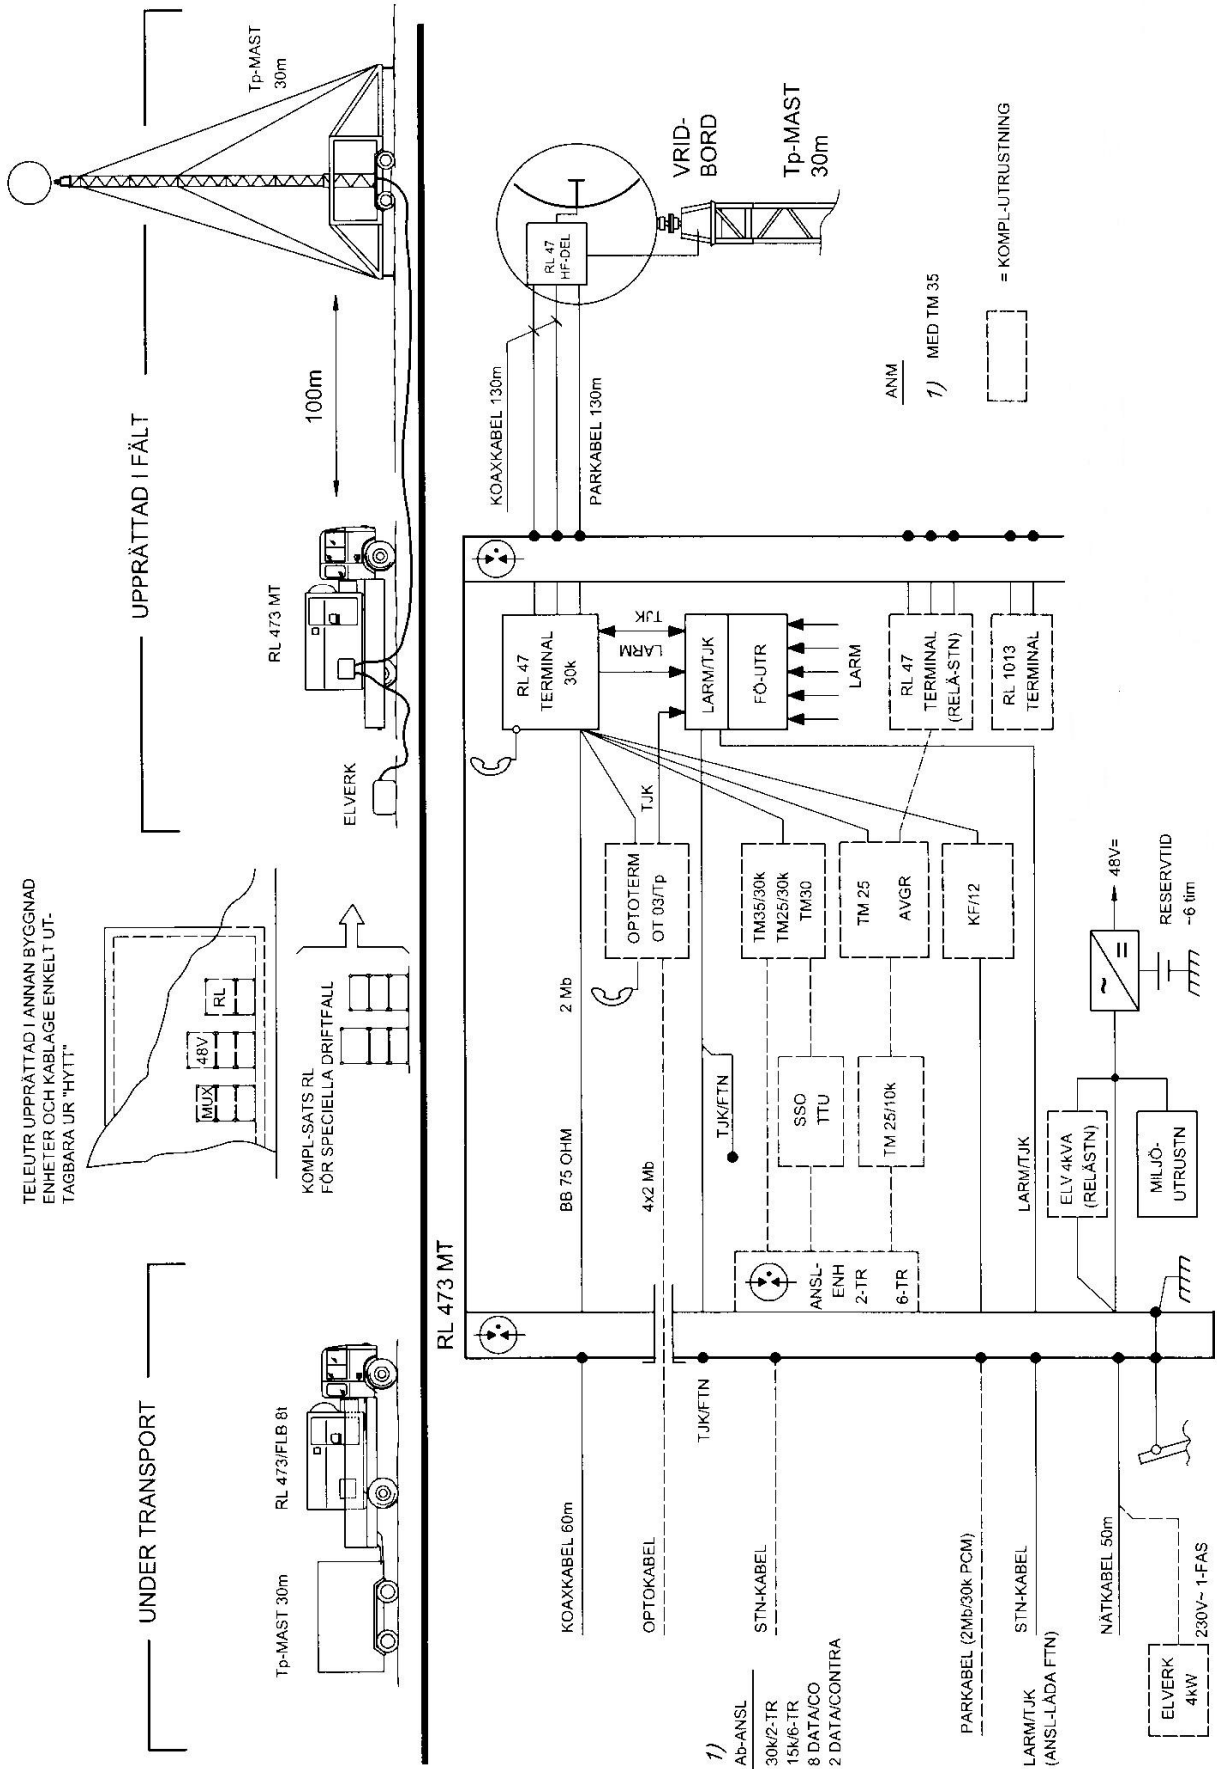 UNDER TRANSPORT
Tp-MAST 30m
RL 473/FLB 8t
TELEUTR UPPRÄTTAD I ANNAN BYGGNAD
ENHETER OCH KABLAGE ENKELT UT-
TAGBARA UR "HYTT"
MUX
48V
RL
KOMPL-SATS RL
FÖR SPECIELLA DRIFTFALL
UPPRÄTTAD I FÄLT
ELVERK
RL 473 MT
100m
Tp-MAST
30m
RL 473 MT
KOAXKABEL 60m
BB 75 OHM
2 Mb
RL 47
TERMINAL
30k
KOAXKABEL 130m
PARKABEL 130m
RL 47
HF-DEL
VRID-
BORD
Tp-MAST
30m
OPTOKABEL
4x2 Mb
OPTOTERM
OT 03/Tp
TJK
LARM
TJK
LARM/TJK
FÖ-UTR
LARM
TJK/FTN
TJK/FTN
STN-KABEL
1)
Ab-ANSL
30k/2-TR
15k/6-TR
8 DATA/CO
2 DATA/CONTRA
ANSL-
ENH
2-TR
6-TR
SSO
TTU
TM 25/10k
TM35/30k
TM25/30k
TM30
TM 25
AVGR
KF/12
RL 47
TERMINAL
(RELÄ-STN)
RL 1013
TERMINAL
ANM
1) MED TM 35
= KOMPL-UTRUSTNING
PARKABEL (2Mb/30k PCM)
STN-KABEL
LARM/TJK
(ANSL-LÅDA FTN)
LARM/TJK
NÄTKABEL 50m
ELV 4kVA
(RELÄSTN)
MILJÖ-
UTRUSTN
~
=
48V=
RESERVTID
~6 tim
ELVERK
4kW
230V~ 1-FAS